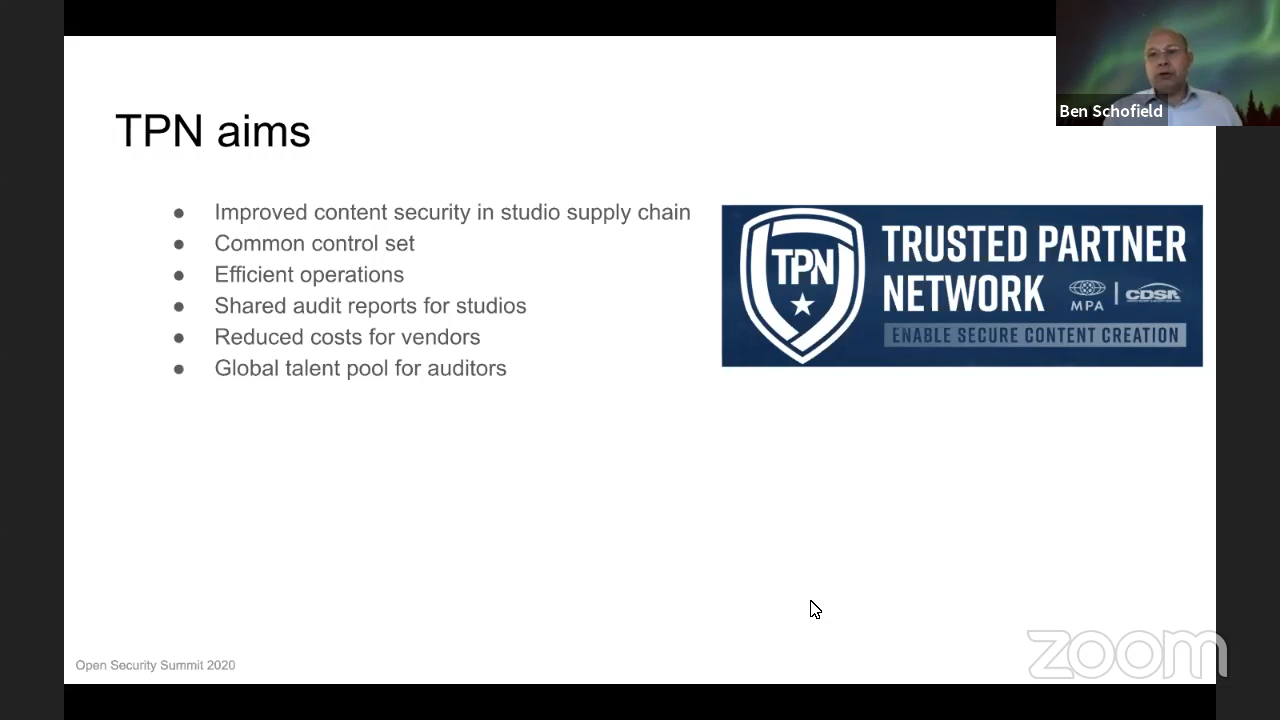 Ben Schofield
TPN aims
● Improved content security in studio supply chain
● Common control set
● Efficient operations
● Shared audit reports for studios
● Reduced costs for vendors
● Global talent pool for auditors
TPN
TRUSTED PARTNER
NETWORK
MPA
CDSA
ENABLE SECURE CONTENT CREATION
Open Security Summit 2020
zoom